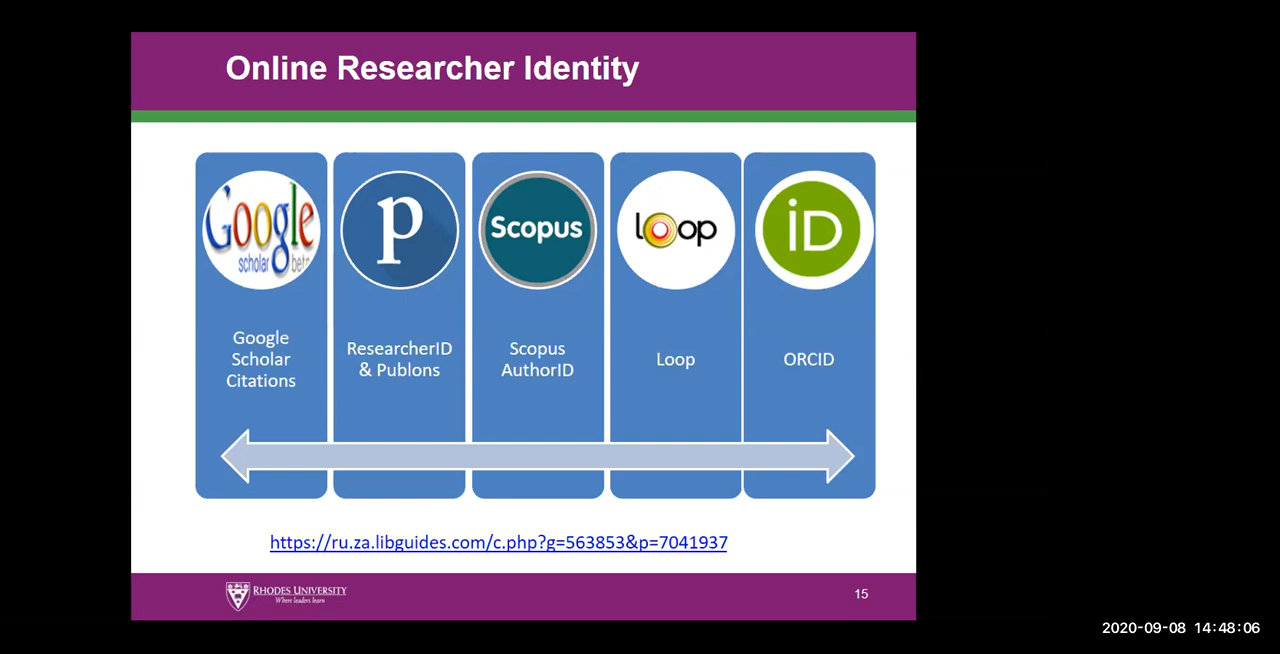 Online Researcher Identity
Google
scholar beta
p
Scopus
loop
iD
Google
Scholar
Citations
ResearcherID
& Publons
Scopus
AuthorID
Loop
ORCID
https://ru.za.libguides.com/c.php?g=563853&p=7041937
RHODES UNIVERSITY
Where leaders learn
15
2020-09-08 14:48:06